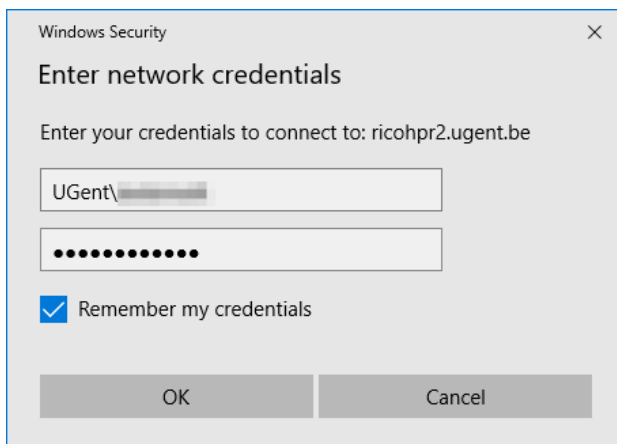 Windows Security
Enter network credentials
Enter your credentials to connect to: ricohpr2.ugent.be
UGent\
●●●●●●●●●●●●
Remember my credentials
OK
Cancel